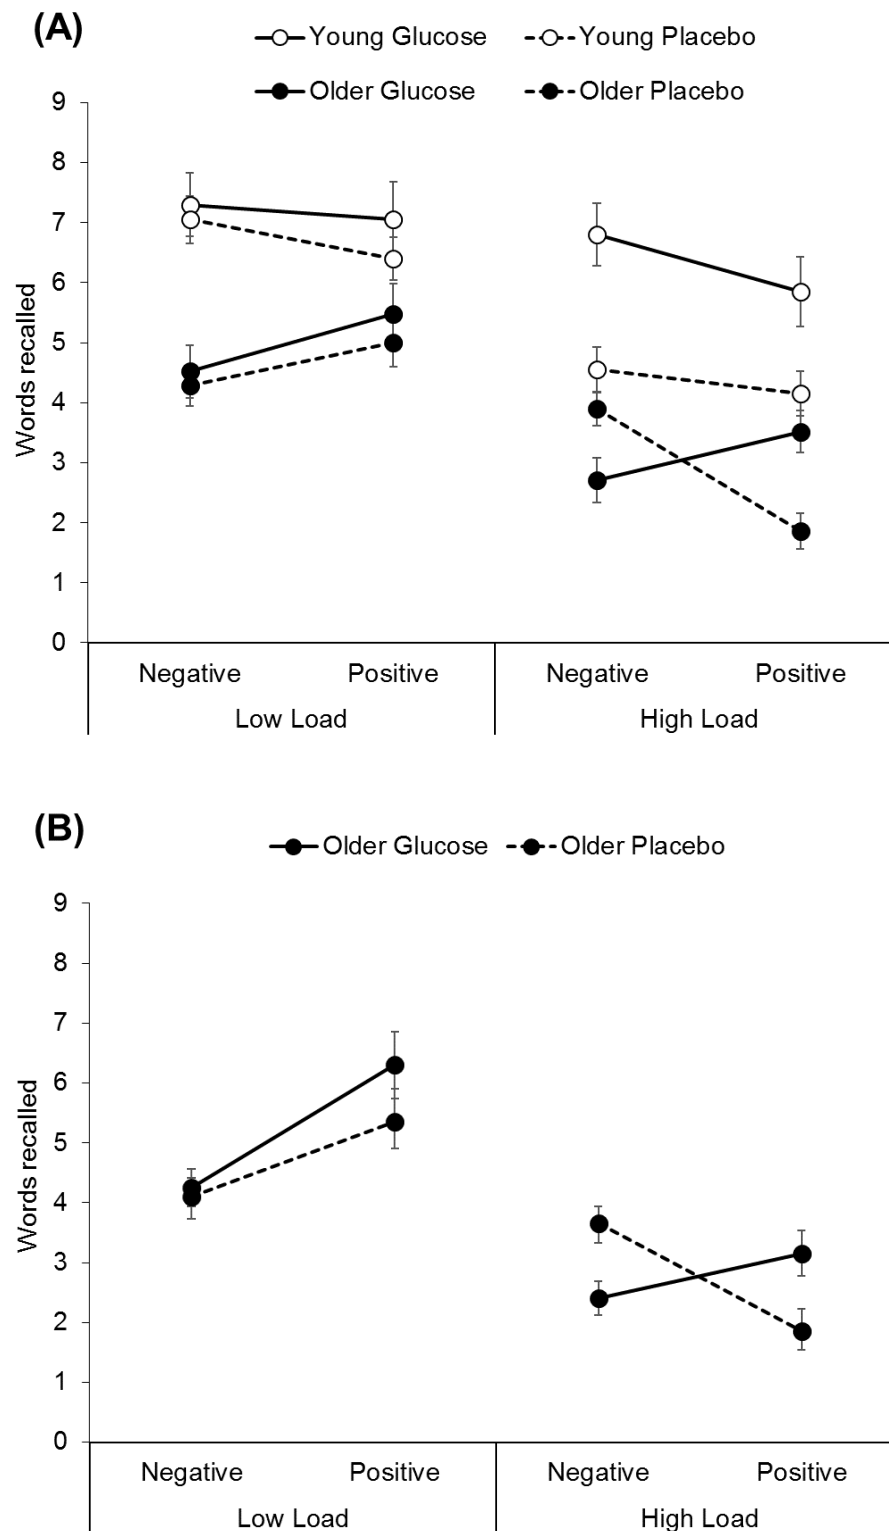 (A)
Young Glucose Young Placebo
Older Glucose Older Placebo
9
8
7
6
5
4
3
2
1
0
Words recalled
Negative Positive Negative Positive
Low Load High Load
(B)
Older Glucose Older Placebo
9
8
7
6
5
4
3
2
1
0
Words recalled
Negative Positive Negative Positive
Low Load High Load